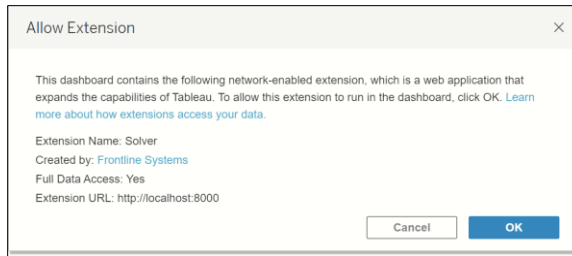 Allow Extension
This dashboard contains the following network-enabled extension, which is a web application that
expands the capabilities of Tableau. To allow this extension to run in the dashboard, click OK. Learn
more about how extensions access your data.
Extension Name: Solver
Created by: Frontline Systems
Full Data Access: Yes
Extension URL: http://localhost:8000
Cancel OK